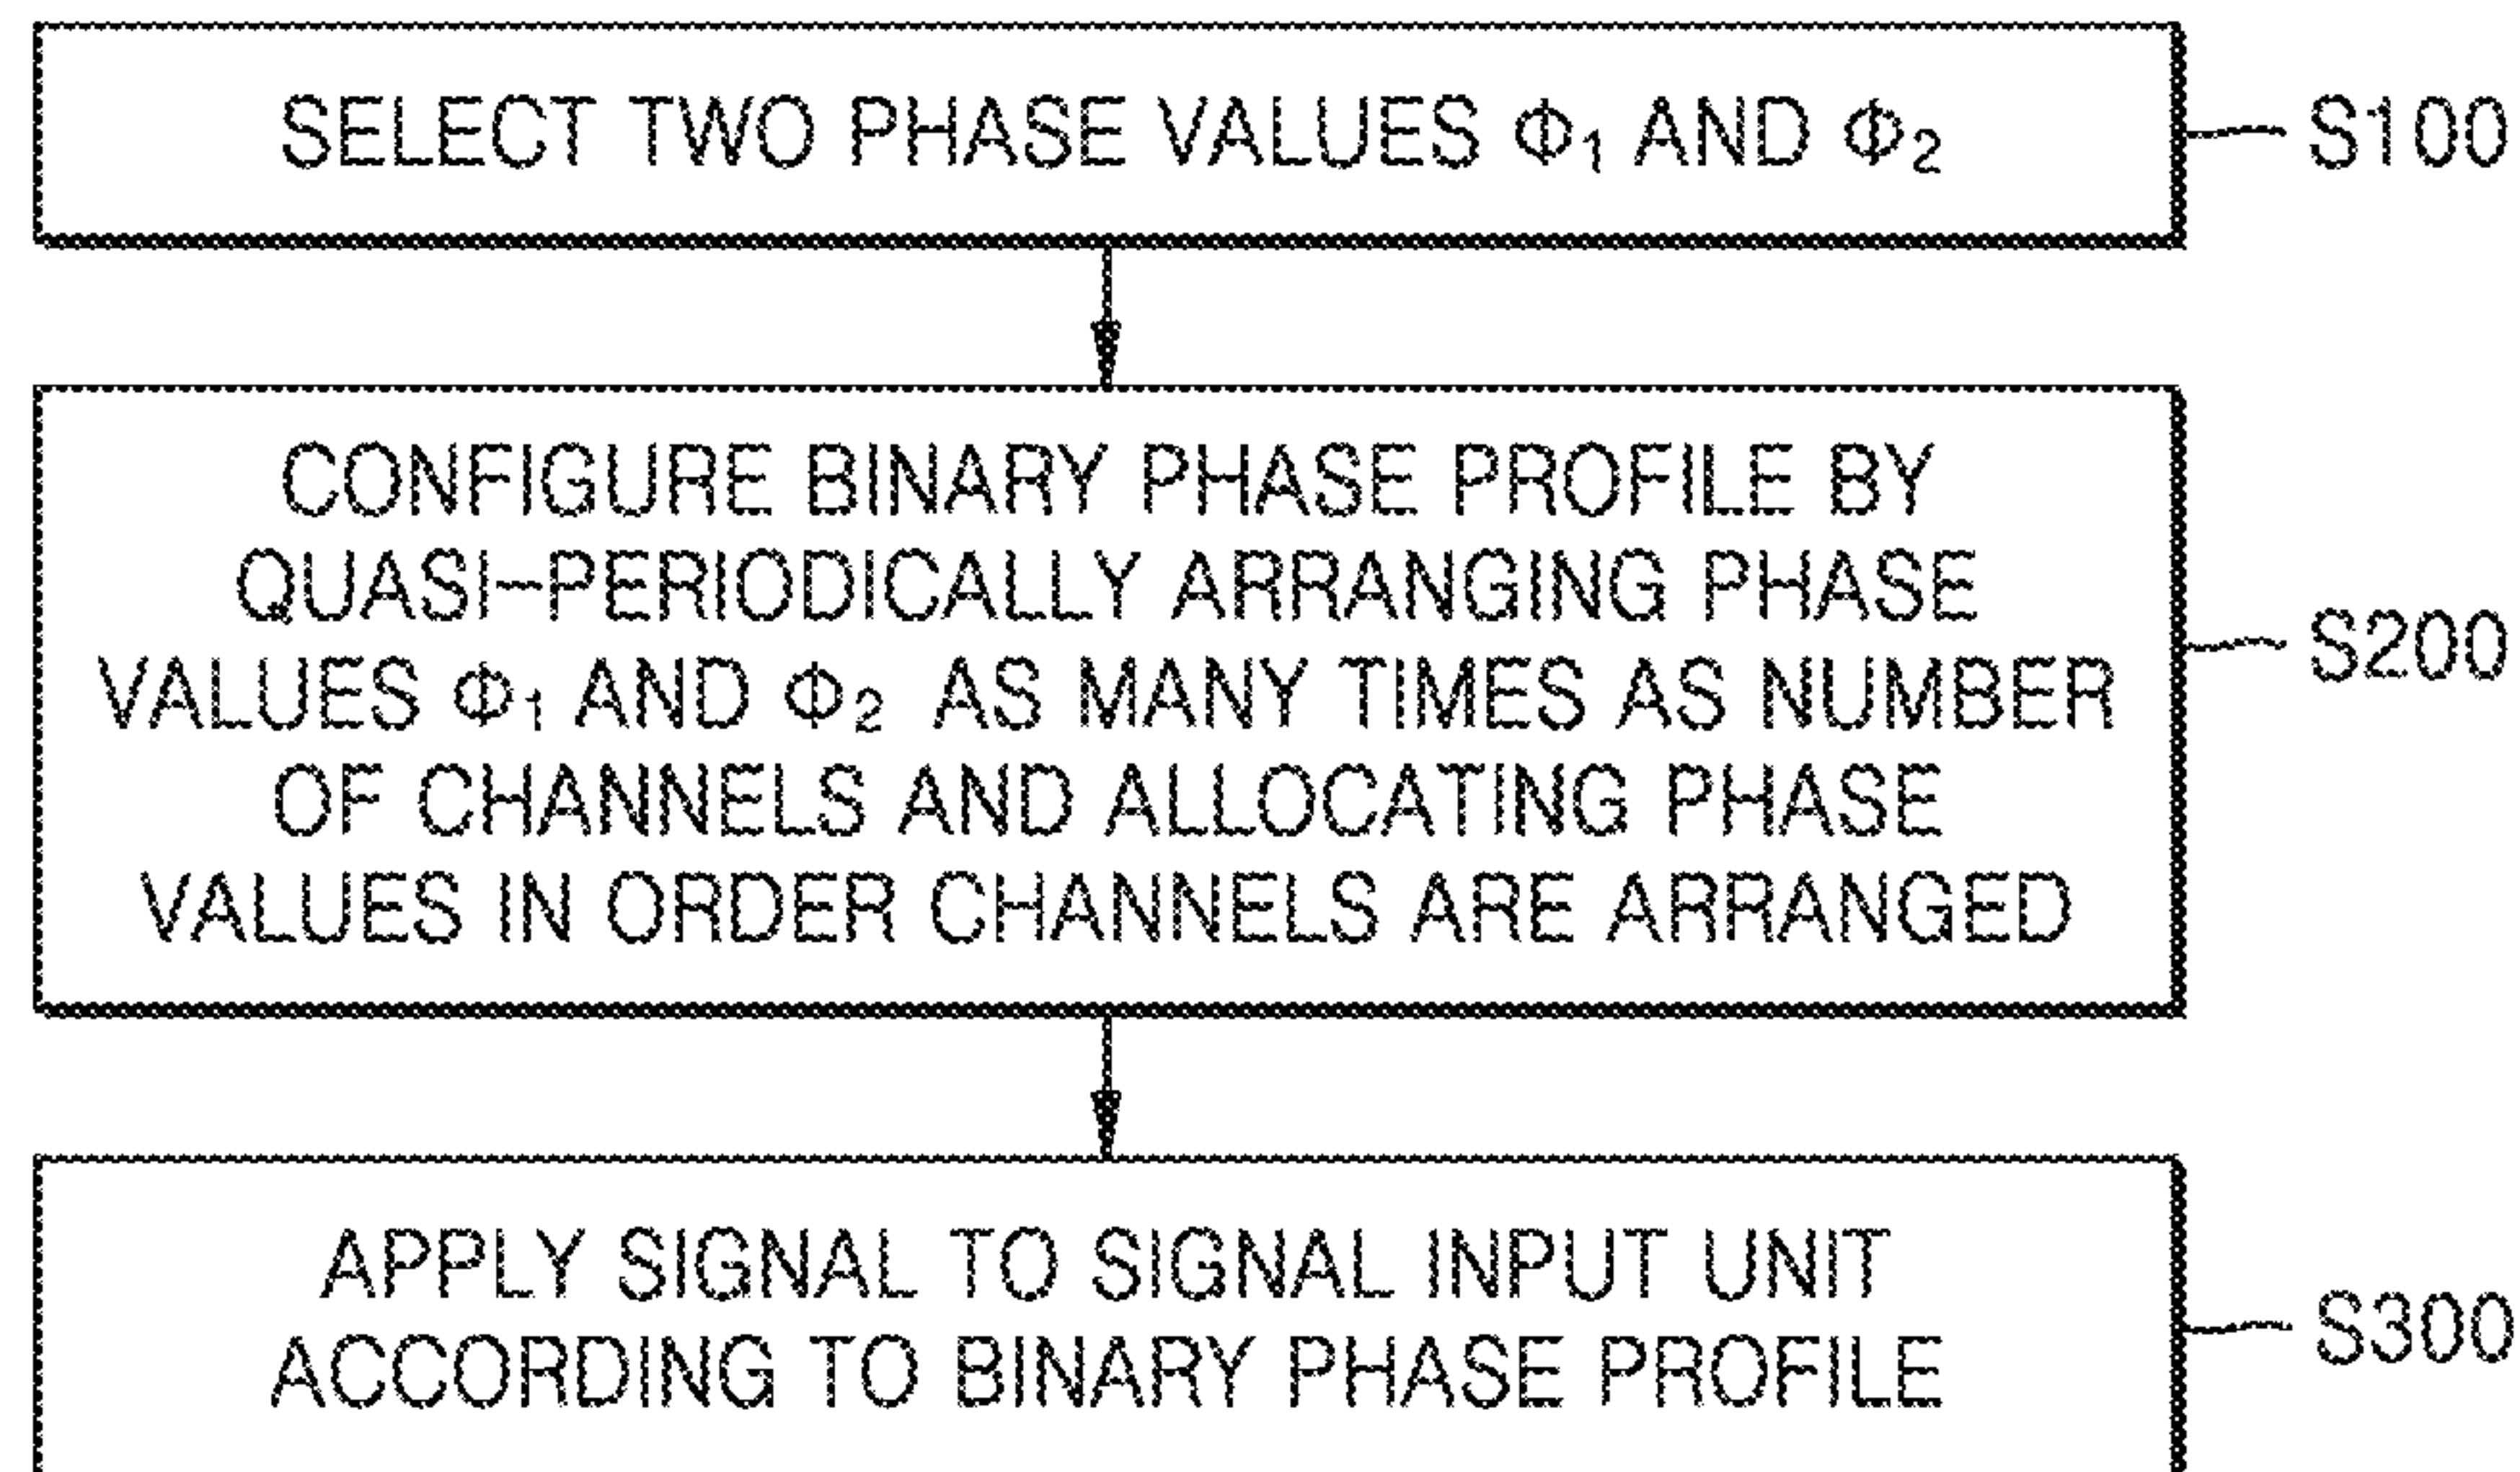 SELECT TWO PHASE VALUES Φ1 AND Φ2
S100
CONFIGURE BINARY PHASE PROFILE BY
QUASI-PERIODICALLY ARRANGING PHASE
VALUES Φ1 AND Φ2 AS MANY TIMES AS NUMBER
OF CHANNELS AND ALLOCATING PHASE
VALUES IN ORDER CHANNELS ARE ARRANGED
S200
APPLY SIGNAL TO SIGNAL INPUT UNIT
ACCORDING TO BINARY PHASE PROFILE
S300